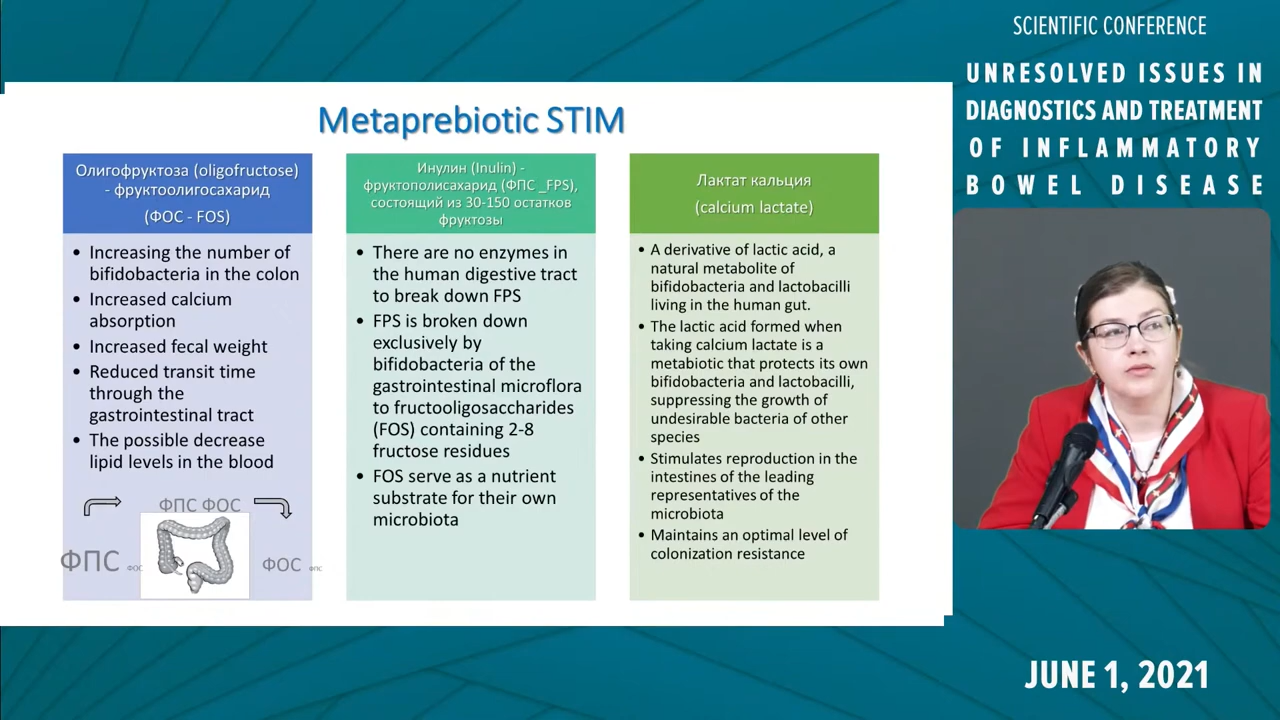 SCIENTIFIC CONFERENCE
UNRESOLVED ISSUES IN
DIAGNOSTICS AND TREATMENT
OF INFLAMMATORY
BOWEL DISEASE
Metaprebiotic STIM
Олигофруктоза (oligofructose)
- фруктоолигосахарид
(ФОС - FOS)
• Increasing the number of
bifidobacteria in the colon
• Increased calcium
absorption
• Increased fecal weight
• Reduced transit time
through the
gastrointestinal tract
• The possible decrease
lipid levels in the blood
ФПС ФОС
ФПС ФОС
ФОС ФПС
Инулин (Inulin) -
фруктополисахарид (ФПС _FPS),
состоящий из 30-150 остатков
фруктозы
• There are no enzymes in
the human digestive tract
to break down FPS
• FPS is broken down
exclusively by
bifidobacteria of the
gastrointestinal microflora
to fructooligosaccharides
(FOS) containing 2-8
fructose residues
• FOS serve as a nutrient
substrate for their own
microbiota
Лактат кальция
(calcium lactate)
• A derivative of lactic acid, a
natural metabolite of
bifidobacteria and lactobacilli
living in the human gut.
• The lactic acid formed when
taking calcium lactate is a
metabiotic that protects its own
bifidobacteria and lactobacilli,
suppressing the growth of
undesirable bacteria of other
species
• Stimulates reproduction in the
intestines of the leading
representatives of the
microbiota
• Maintains an optimal level of
colonization resistance
JUNE 1, 2021